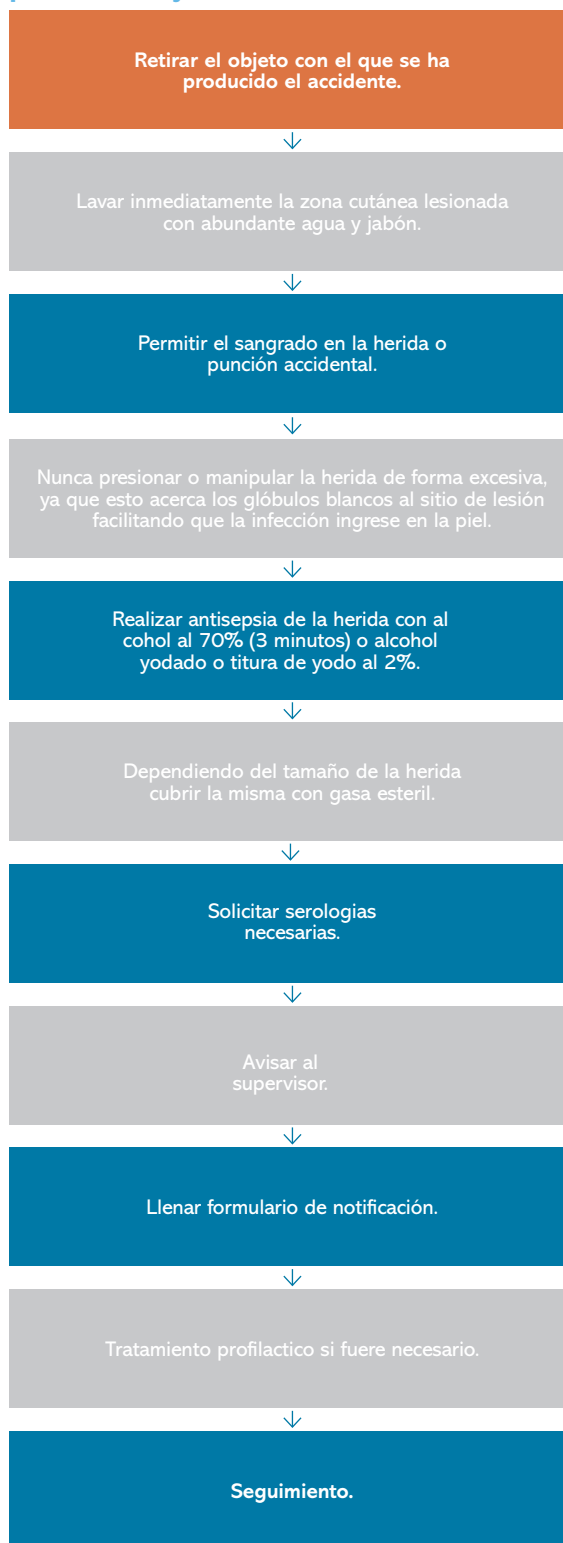 Retirar el objeto con el que se ha
producido el accidente.
Lavar inmediatamente la zona cutánea lesionada
con abundante agua y jabón.
Permitir el sangrado en la herida o
punción accidental.
Nunca presionar o manipular la herida de forma excesiva,
ya que esto acerca los glóbulos blancos al sitio de lesión
facilitando que la infección ingrese en la piel.
Realizar antisepsia de la herida con al
cohol al 70% (3 minutos) o alcohol
yodado o titura de yodo al 2%.
Dependiendo del tamaño de la herida
cubrir la misma con gasa esteril.
Solicitar serologias
necesarias.
Avisar al
supervisor.
Llenar formulario de notificación.
Tratamiento profilactico si fuere necesario.
Seguimiento.